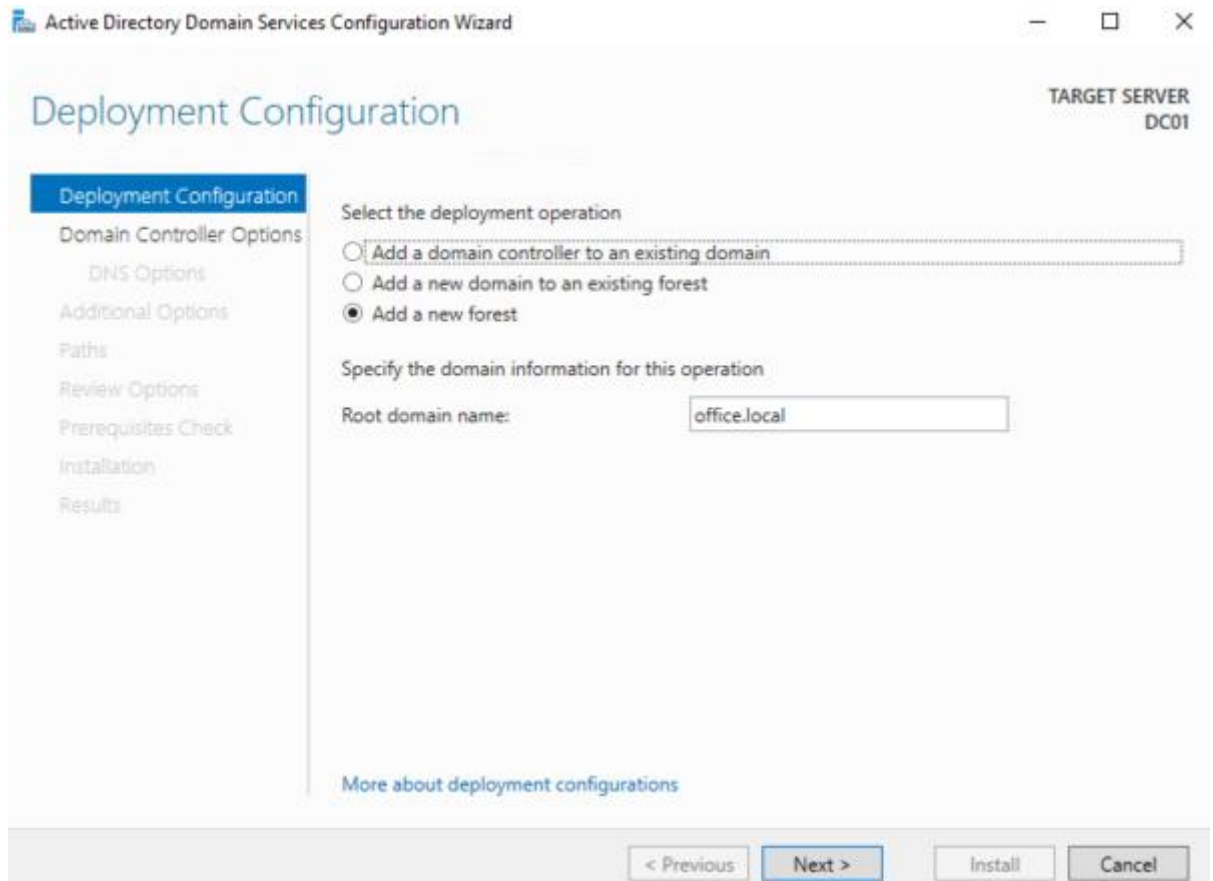 Active Directory Domain Services Configuration Wizard
Deployment Configuration
TARGET SERVER
DC01
Deployment Configuration
Domain Controller Options
DNS Options
Additional Options
Paths
Review Options
Prerequisites Check
Installation
Results
Select the deployment operation
Add a domain controller to an existing domain
Add a new domain to an existing forest
Add a new forest
Specify the domain information for this operation
Root domain name: office.local
More about deployment configurations
< Previous Next > Install Cancel